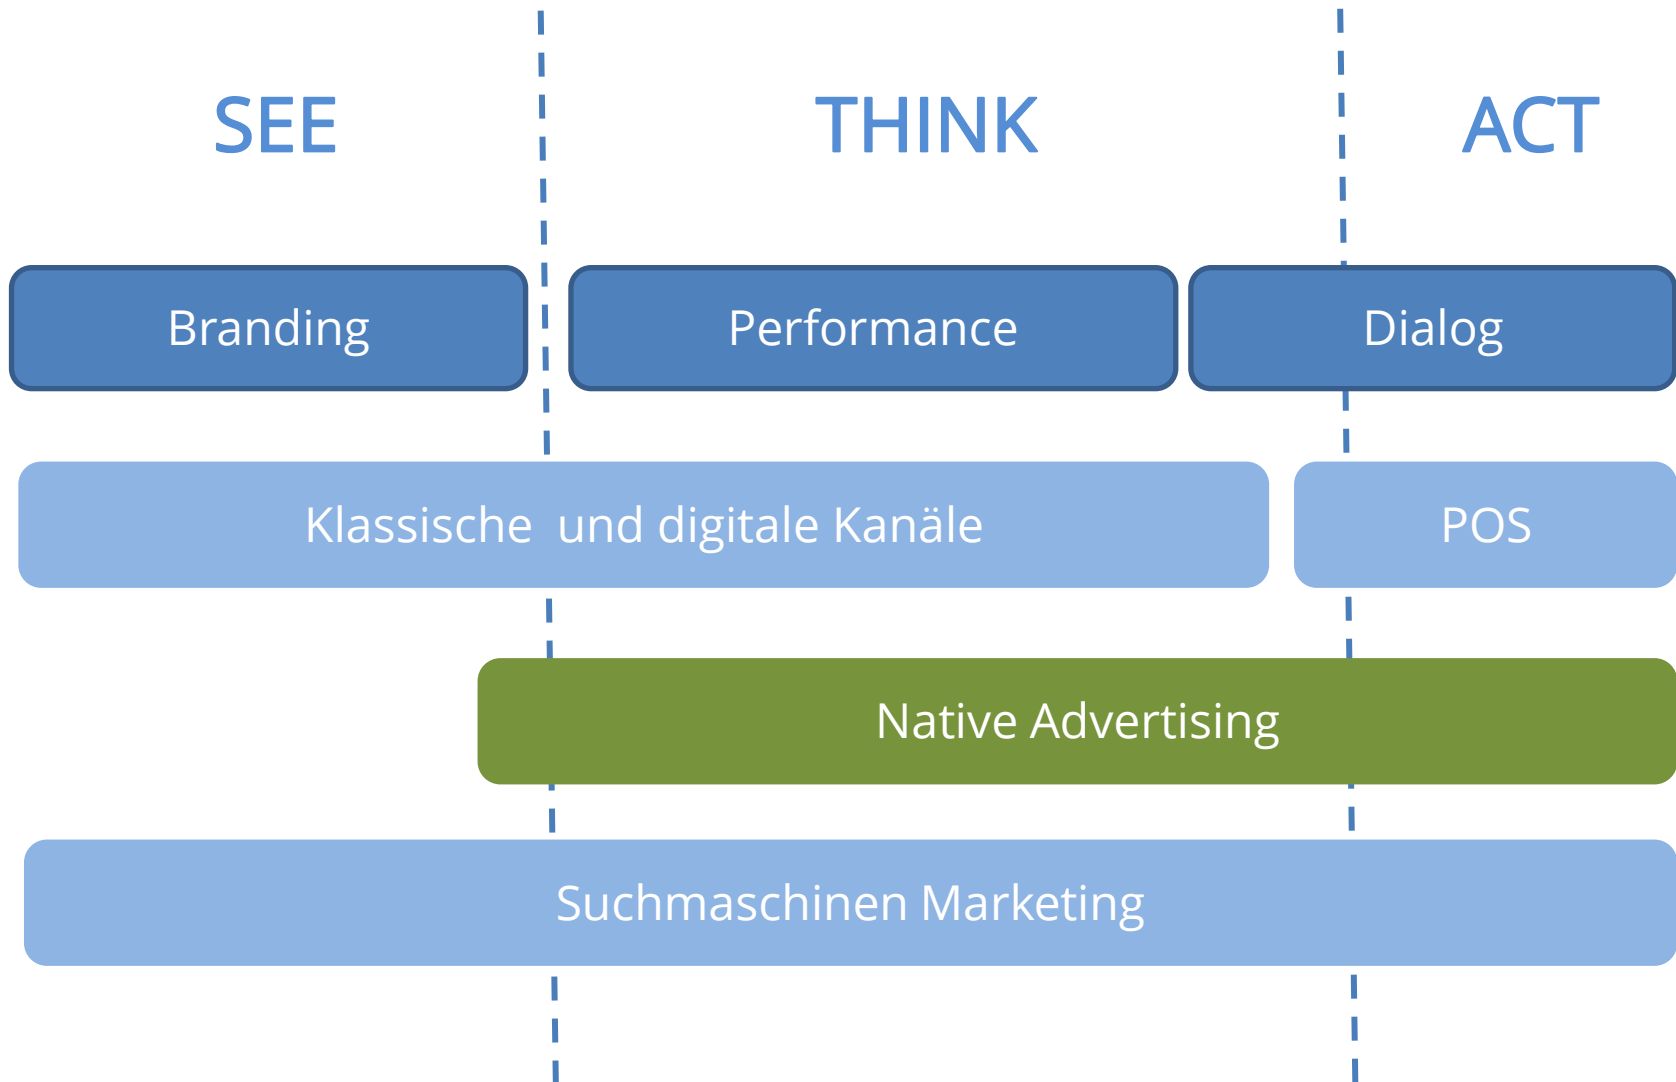 SEE
THINK
ACT
Branding
Performance
Dialog
Klassische und digitale Kanäle
POS
Native Advertising
Suchmaschinen Marketing